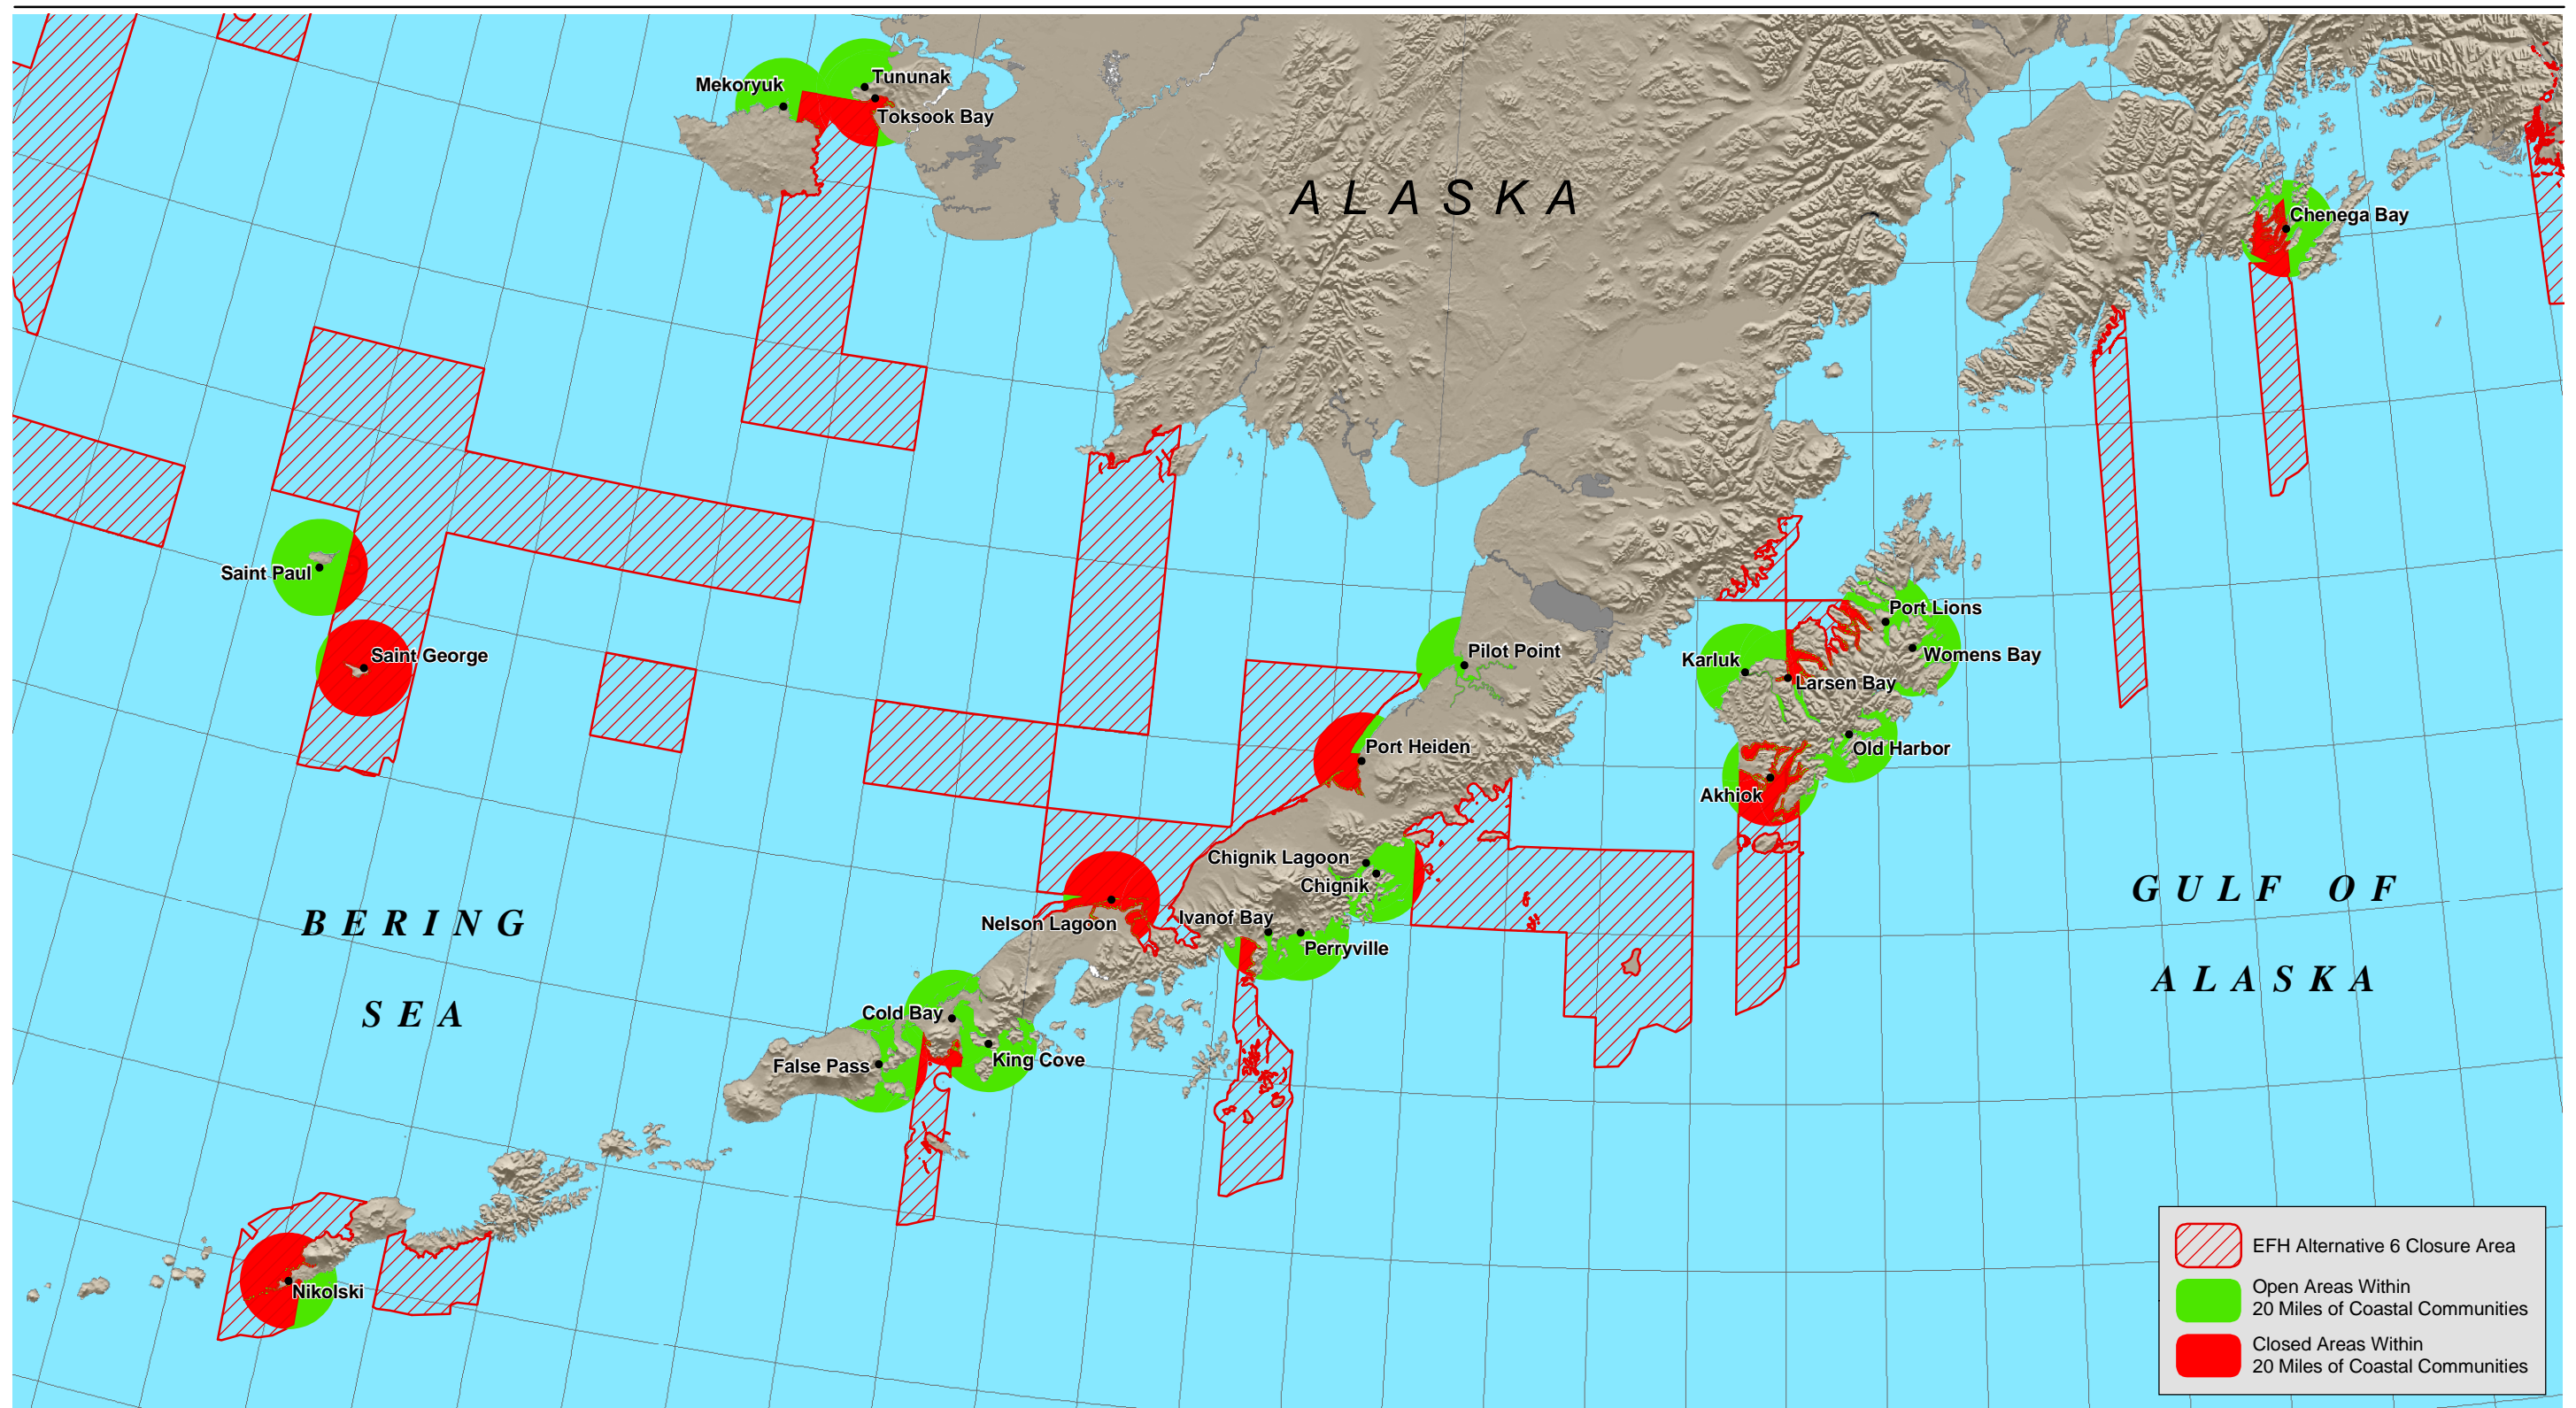 Mekoryuk
Tununak
Toksook Bay
ALASKA
Chenega Bay
Saint Paul
Saint George
Pilot Point
Port Lions
Karluk
Womens Bay
Larsen Bay
Port Heiden
Old Harbor
Akhiok
Chignik Lagoon
Chignik
Nelson Lagoon
Ivanof Bay
Perryville
BERING
SEA
GULF OF
ALASKA
Cold Bay
False Pass
King Cove
Nikolski
EFH Alternative 6 Closure Area
Open Areas Within
20 Miles of Coastal Communities
Closed Areas Within
20 Miles of Coastal Communities